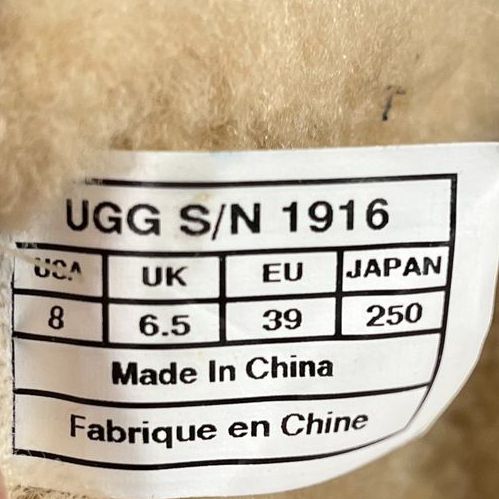 UGG S/N 1916
USA UK EU JAPAN
8 6.5 39 250
Made In China
Fabrique en Chine